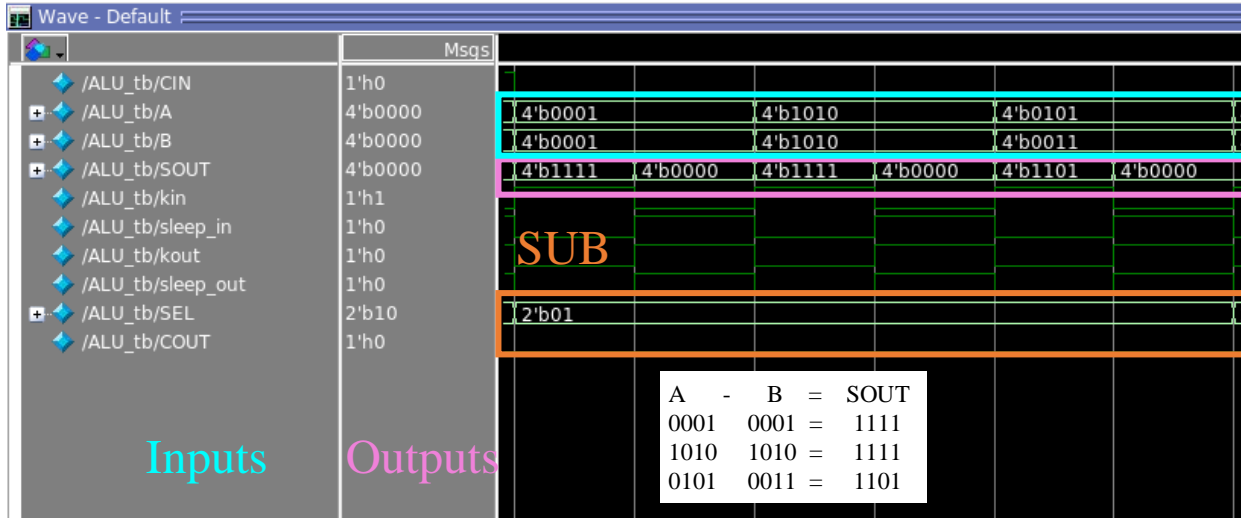 Wave - Default
Msgs
/ALU_tb/CIN 1'h0
/ALU_tb/A 4'b0000 4'b0001 4'b1010 4'b0101
/ALU_tb/B 4'b0000 4'b0001 4'b1010 4'b0011
/ALU_tb/SOUT 4'b0000 4'b1111 4'b0000 4'b1111 4'b0000 4'b1101 4'b0000
/ALU_tb/kin 1'h1
/ALU_tb/sleep_in 1'h0
/ALU_tb/kout 1'h0
SUB
/ALU_tb/sleep_out 1'h0
/ALU_tb/SEL 2'b10 2'b01
/ALU_tb/COUT 1'h0
A - B = SOUT
0001 0001 = 1111
1010 1010 = 1111
0101 0011 = 1101
Inputs Outputs